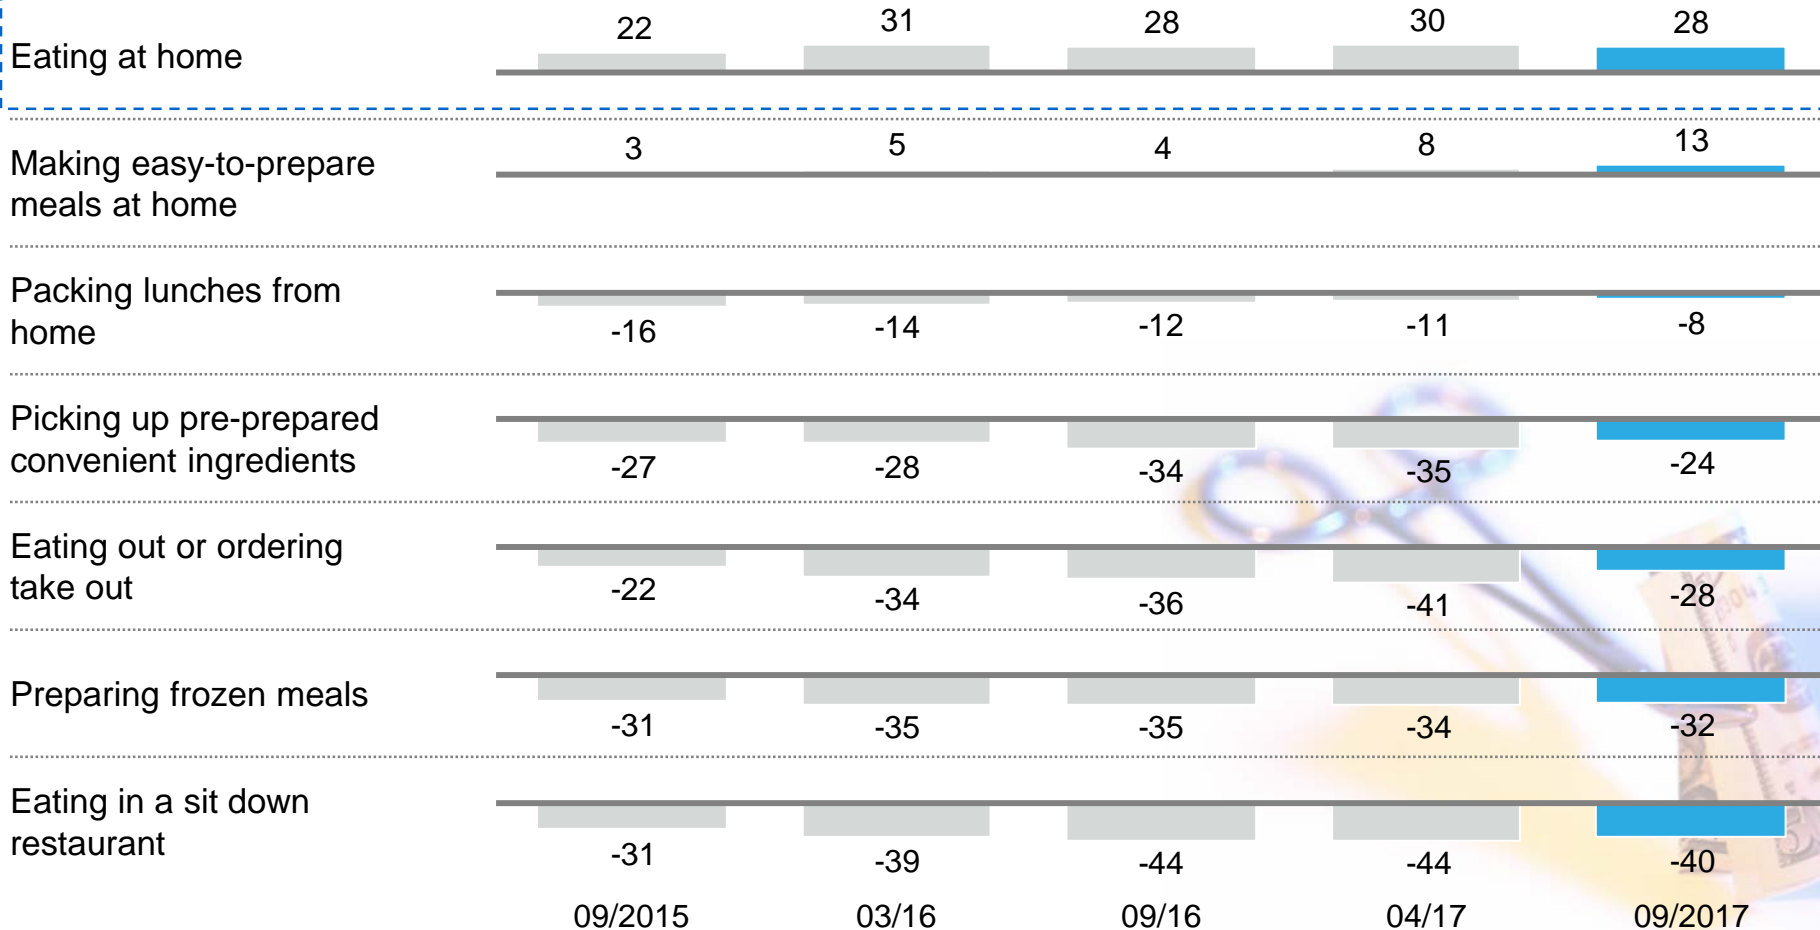 22 31 28 30 28
Eating at home
3 5 4 8 13
Making easy-to-prepare
meals at home
Packing lunches from
home
-16 -14 -12 -11 -8
Picking up pre-prepared
convenient ingredients
-27 -28 -34 -35 -24
Eating out or ordering
take out
-22 -34 -36 -41 -28
Preparing frozen meals
-31 -35 -35 -34 -32
Eating in a sit down
restaurant
-31 -39 -44 -44 -40
09/2015 03/16 09/16 04/17 09/2017